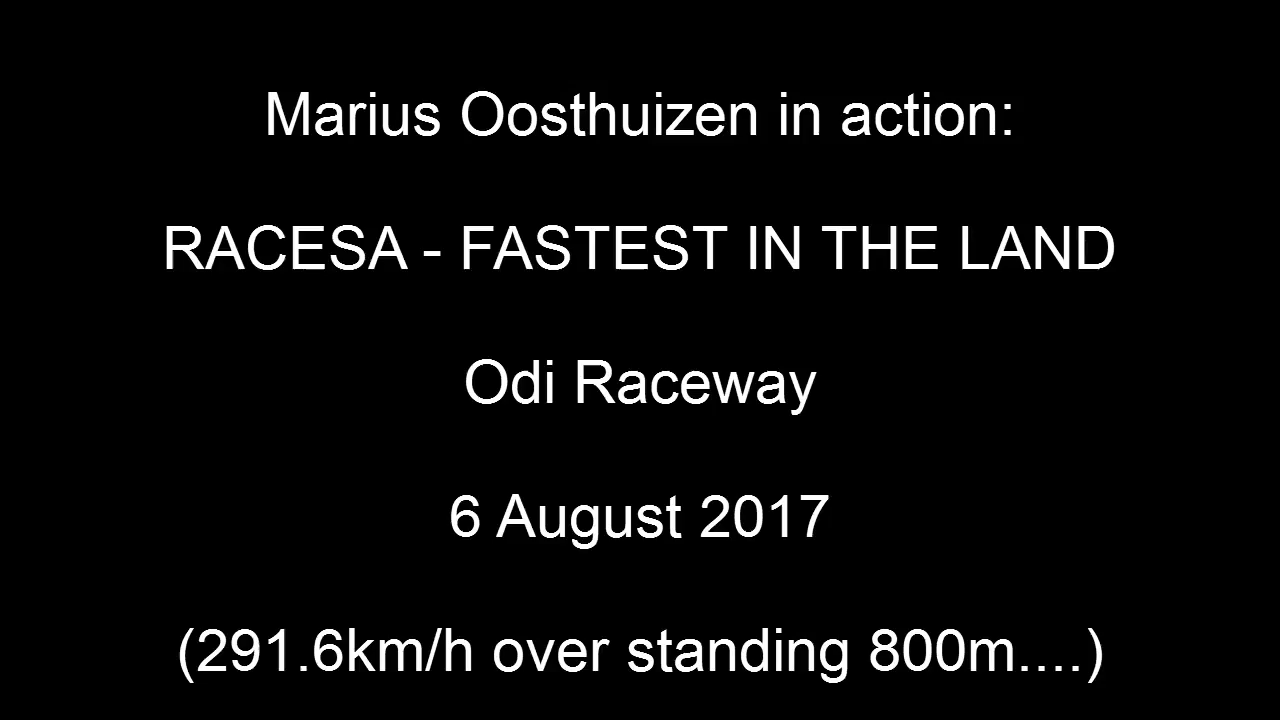 Marius Oosthuizen in action:
RACESA - FASTEST IN THE LAND
Odi Raceway
6 August 2017
(291.6km/h over standing 800m....)